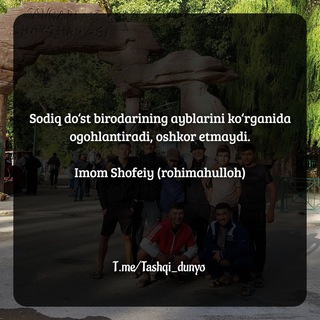 Sodiq do‘st birodarining ayblarini ko‘rganida
ogohlantiradi, oshkor etmaydi.
Imom Shofeiy (rohimahulloh)
T.me/Tashqi_dunyo